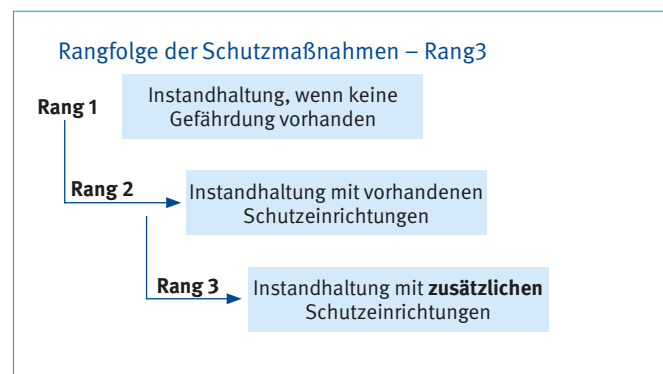 Rangfolge der Schutzmaßnahmen – Rang3
Rang 1
Instandhaltung, wenn keine
Gefährdung vorhanden
Rang 2
Instandhaltung mit vorhandenen
Schutzeinrichtungen
Rang 3
Instandhaltung mit zusätzlichen
Schutzeinrichtungen